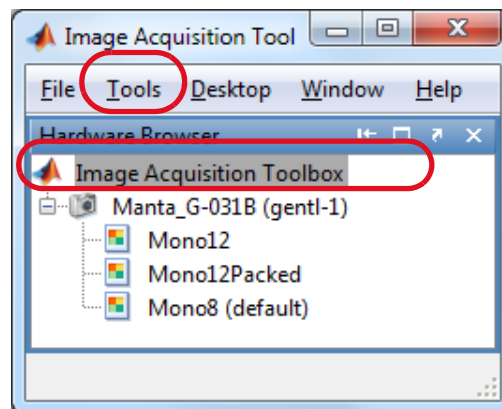 Image Acquisition Tool
File Tools Desktop Window Help
Hardware Browser
Image Acquisition Toolbox
Manta_G-031B (gentl-1)
Mono12
Mono12Packed
Mono8 (default)